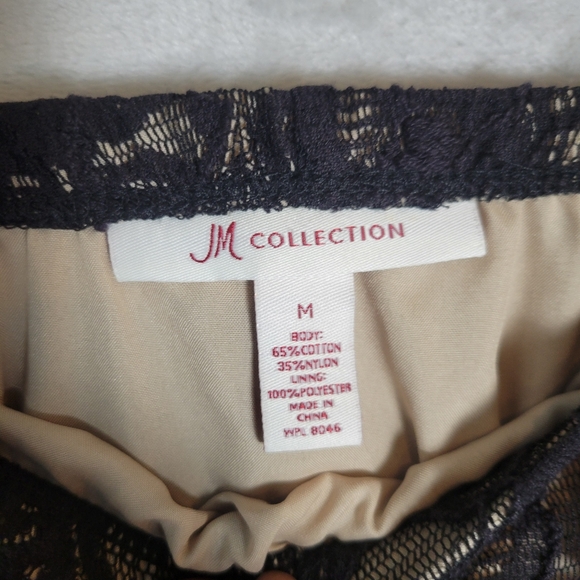 JM COLLECTION
M
BODY:
65%COTTON
35%NYLON
LINING:
100%POLYESTER
MADE IN
CHINA
WPL 8046